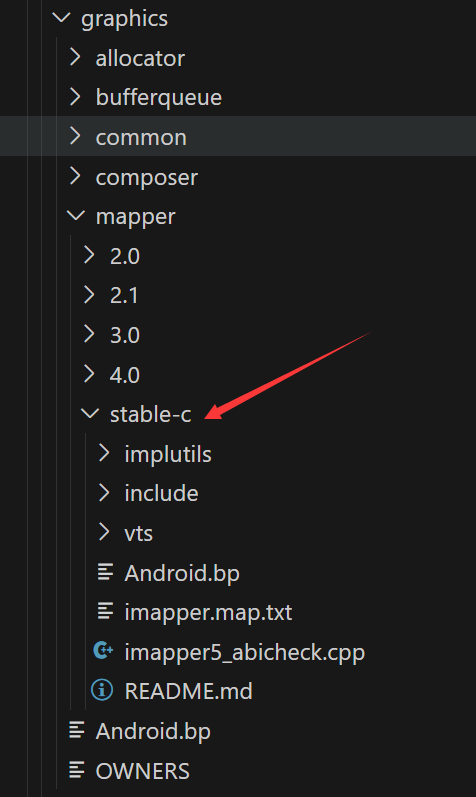 graphics
allocator
bufferqueue
common
composer
mapper
2.0
2.1
3.0
4.0
stable-c
implutils
include
vts
Android.bp
imapper.map.txt
imapper5_abicheck.cpp
README.md
Android.bp
OWNERS